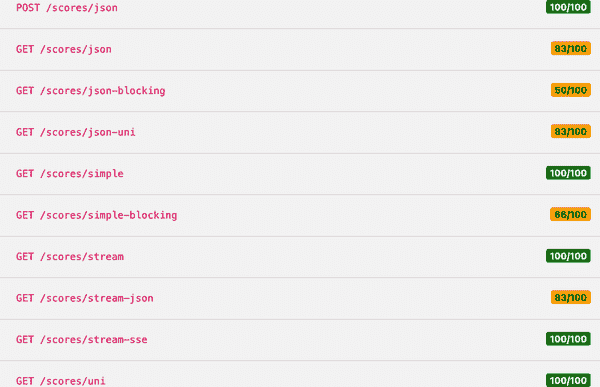 POST /scores/json 100/100
GET /scores/json 83/100
GET /scores/json-blocking 50/100
GET /scores/json-uni 83/100
GET /scores/simple 100/100
GET /scores/simple-blocking 66/100
GET /scores/stream 100/100
GET /scores/stream-json 83/100
GET /scores/stream-sse 100/100
GET /scores/uni 100/100